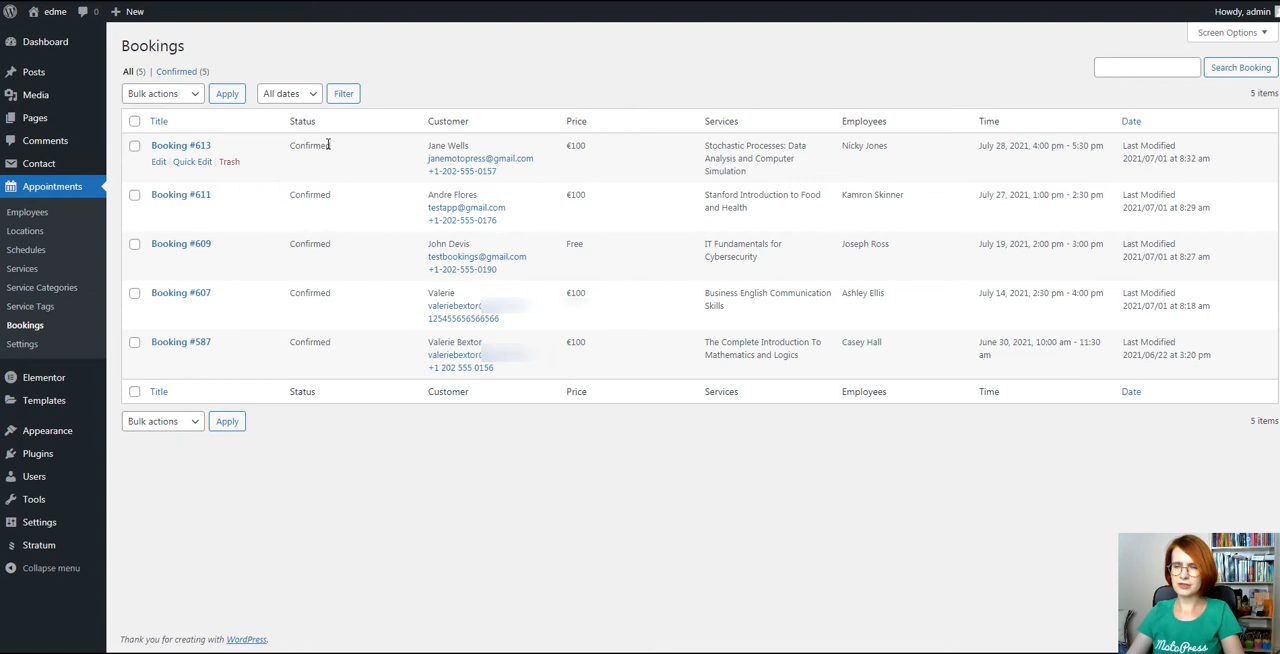 edme 0 New Howdy, admin
Screen Options
Dashboard
Posts
Media
Pages
Comments
Contact
Appointments
Employees
Locations
Schedules
Services
Service Categories
Service Tags
Bookings
Settings
Elementor
Templates
Appearance
Plugins
Users
Tools
Settings
Stratum
Collapse menu
Bookings
All (5) | Confirmed (5)
Search Booking
Bulk actions Apply All dates Filter
5 items
Title Status Customer Price Services Employees Time Date
Booking #613 Confirmed Jane Wells €100 Stochastic Processes: Data Nicky Jones July 28, 2021, 4:00 pm - 5:30 pm Last Modified
Edit | Quick Edit | Trash janemotopress@gmail.com Analysis and Computer 2021/07/01 at 8:32 am
+1-202-555-0157 Simulation
Booking #611 Confirmed Andre Flores €100 Stanford Introduction to Food Kamron Skinner July 27, 2021, 1:00 pm - 2:30 pm Last Modified
testapp@gmail.com and Health 2021/07/01 at 8:29 am
+1-202-555-0176
Booking #609 Confirmed John Devis Free IT Fundamentals for Joseph Ross July 19, 2021, 2:00 pm - 3:00 pm Last Modified
testbookings@gmail.com Cybersecurity 2021/07/01 at 8:27 am
+1-202-555-0190
Booking #607 Confirmed Valerie €100 Business English Communication Ashley Ellis July 14, 2021, 2:30 pm - 4:00 pm Last Modified
valeriebextor Skills 2021/07/01 at 8:18 am
125455656566566
Booking #587 Confirmed Valerie Bextor €100 The Complete Introduction To Casey Hall June 30, 2021, 10:00 am - 11:30 Last Modified
valeriebextor Mathematics and Logics am 2021/06/22 at 3:20 pm
+1 202 555 0156
Title Status Customer Price Services Employees Time Date
Bulk actions Apply 5 items
Thank you for creating with WordPress.
MotoPress